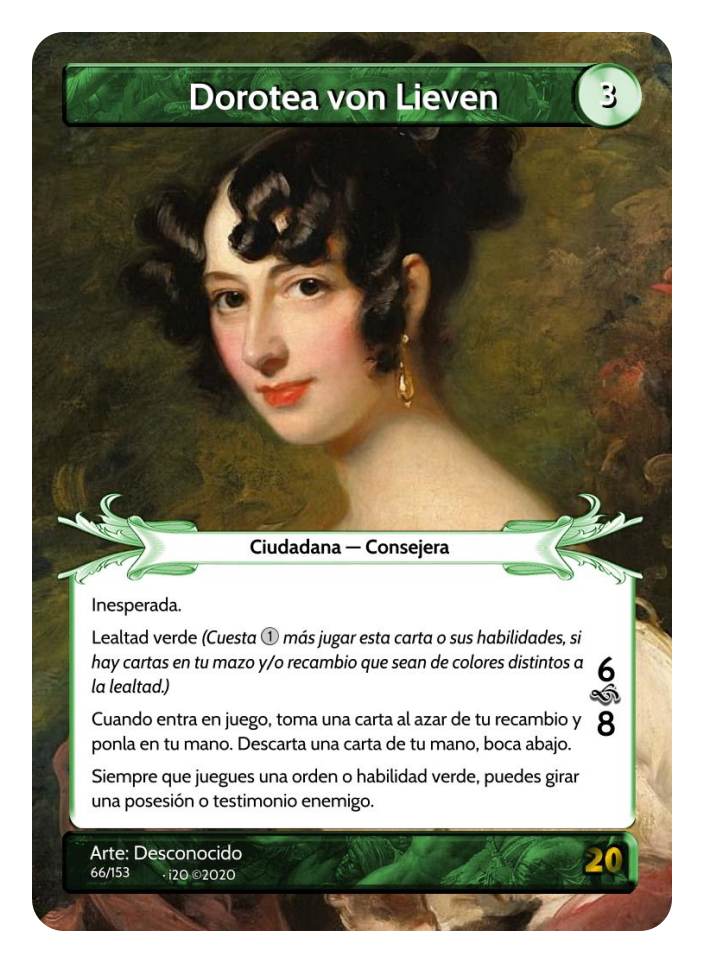 Dorotea von Lieven
3
Ciudadana — Consejera
Inesperada.
Lealtad verde (Cuesta 1 más jugar esta carta o sus habilidades, si
hay cartas en tu mazo y/o recambio que sean de colores distintos a
la lealtad.)
Cuando entra en juego, toma una carta al azar de tu recambio y
ponla en tu mano. Descarta una carta de tu mano, boca abajo.
Siempre que juegues una orden o habilidad verde, puedes girar
una posesión o testimonio enemigo.
6
8
Arte: Desconocido
66/153 · i20 ©2020
20